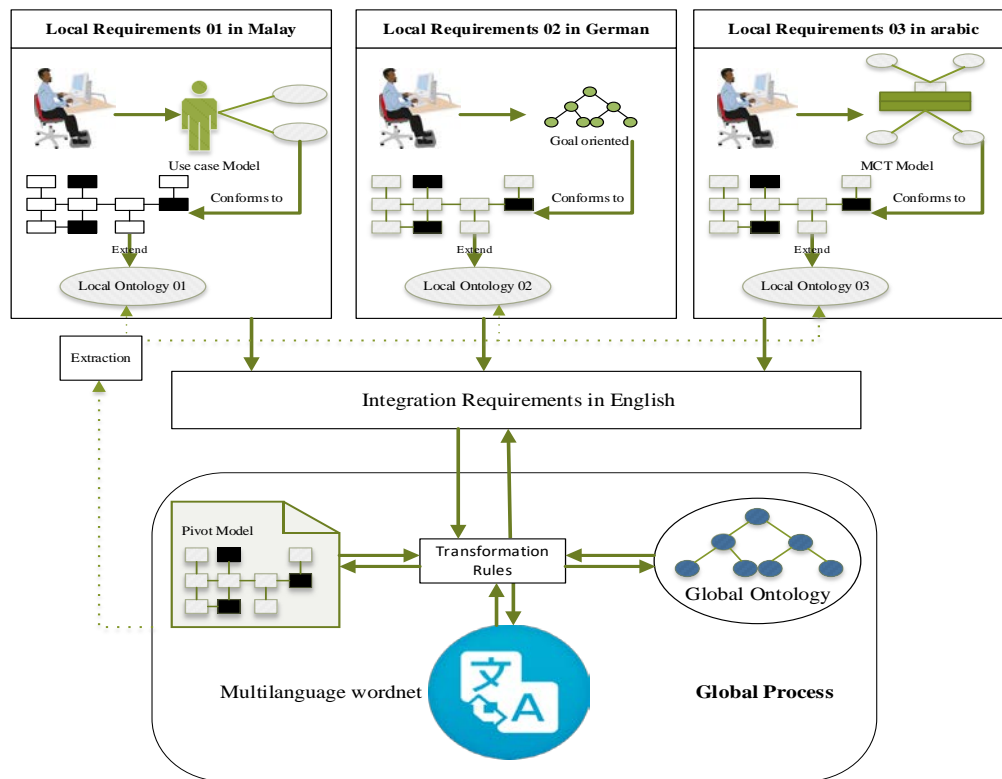 Local Requirements 01 in Malay
Use case Model
Conforms to
Extend
Local Ontology 01
Local Requirements 02 in German
Goal oriented
Conforms to
Extend
Local Ontology 02
Local Requirements 03 in arabic
MCT Model
Conforms to
Extend
Local Ontology 03
Extraction
Integration Requirements in English
Pivot Model
Transformation
Rules
Global Ontology
Multilanguage wordnet
文
A
Global Process